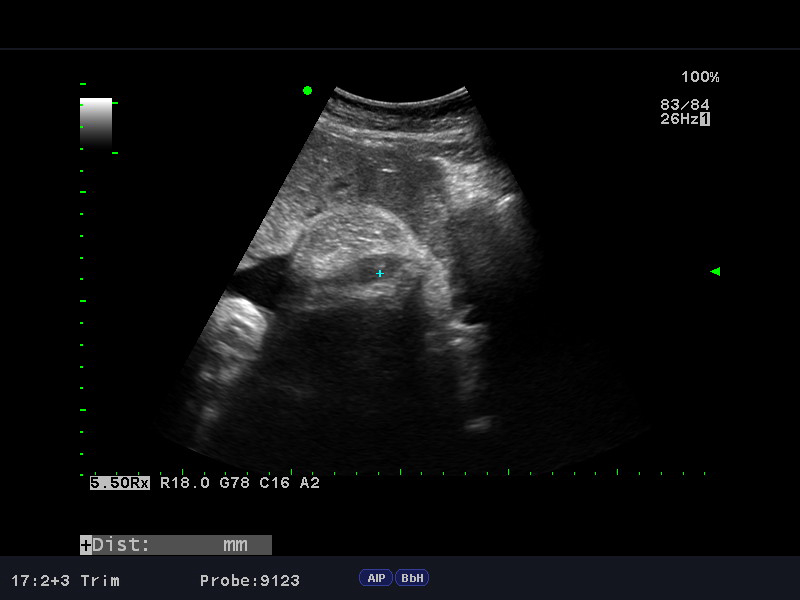 100%
83/84
26Hz1
5.50Rx R18.0 G78 C16 A2
+Dist: mm
17:2+3 Trim Probe:9123 AIP BbH